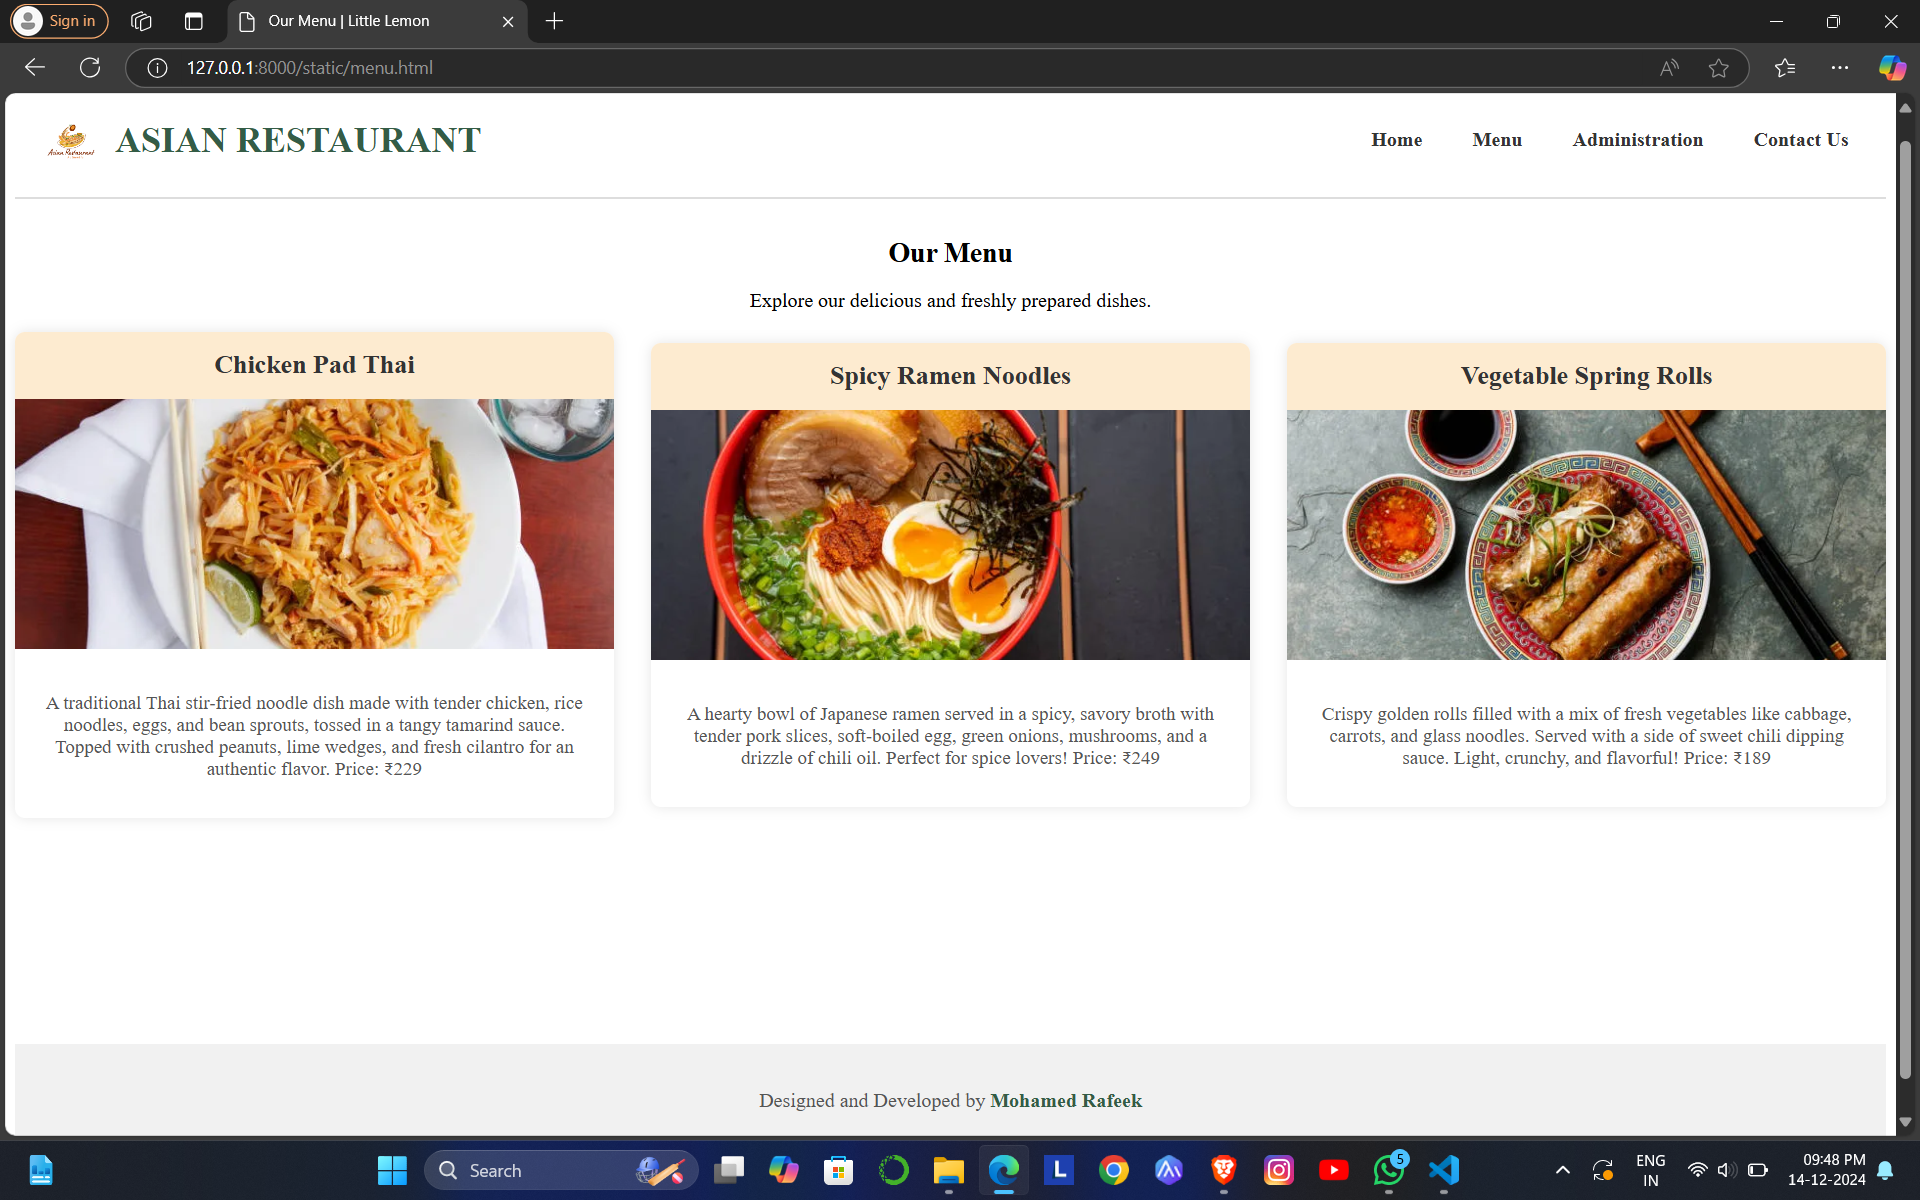 Sign in
Our Menu | Little Lemon
127.0.0.1:8000/static/menu.html
Asian Restaurant
ASIAN RESTAURANT
Home
Menu
Administration
Contact Us
Our Menu
Explore our delicious and freshly prepared dishes.
Chicken Pad Thai
A traditional Thai stir-fried noodle dish made with tender chicken, rice
noodles, eggs, and bean sprouts, tossed in a tangy tamarind sauce.
Topped with crushed peanuts, lime wedges, and fresh cilantro for an
authentic flavor. Price: ₹229
Spicy Ramen Noodles
A hearty bowl of Japanese ramen served in a spicy, savory broth with
tender pork slices, soft-boiled egg, green onions, mushrooms, and a
drizzle of chili oil. Perfect for spice lovers! Price: ₹249
Vegetable Spring Rolls
Crispy golden rolls filled with a mix of fresh vegetables like cabbage,
carrots, and glass noodles. Served with a side of sweet chili dipping
sauce. Light, crunchy, and flavorful! Price: ₹189
Designed and Developed by Mohamed Rafeek
Search
L
5
ENG
IN
09:48 PM
14-12-2024